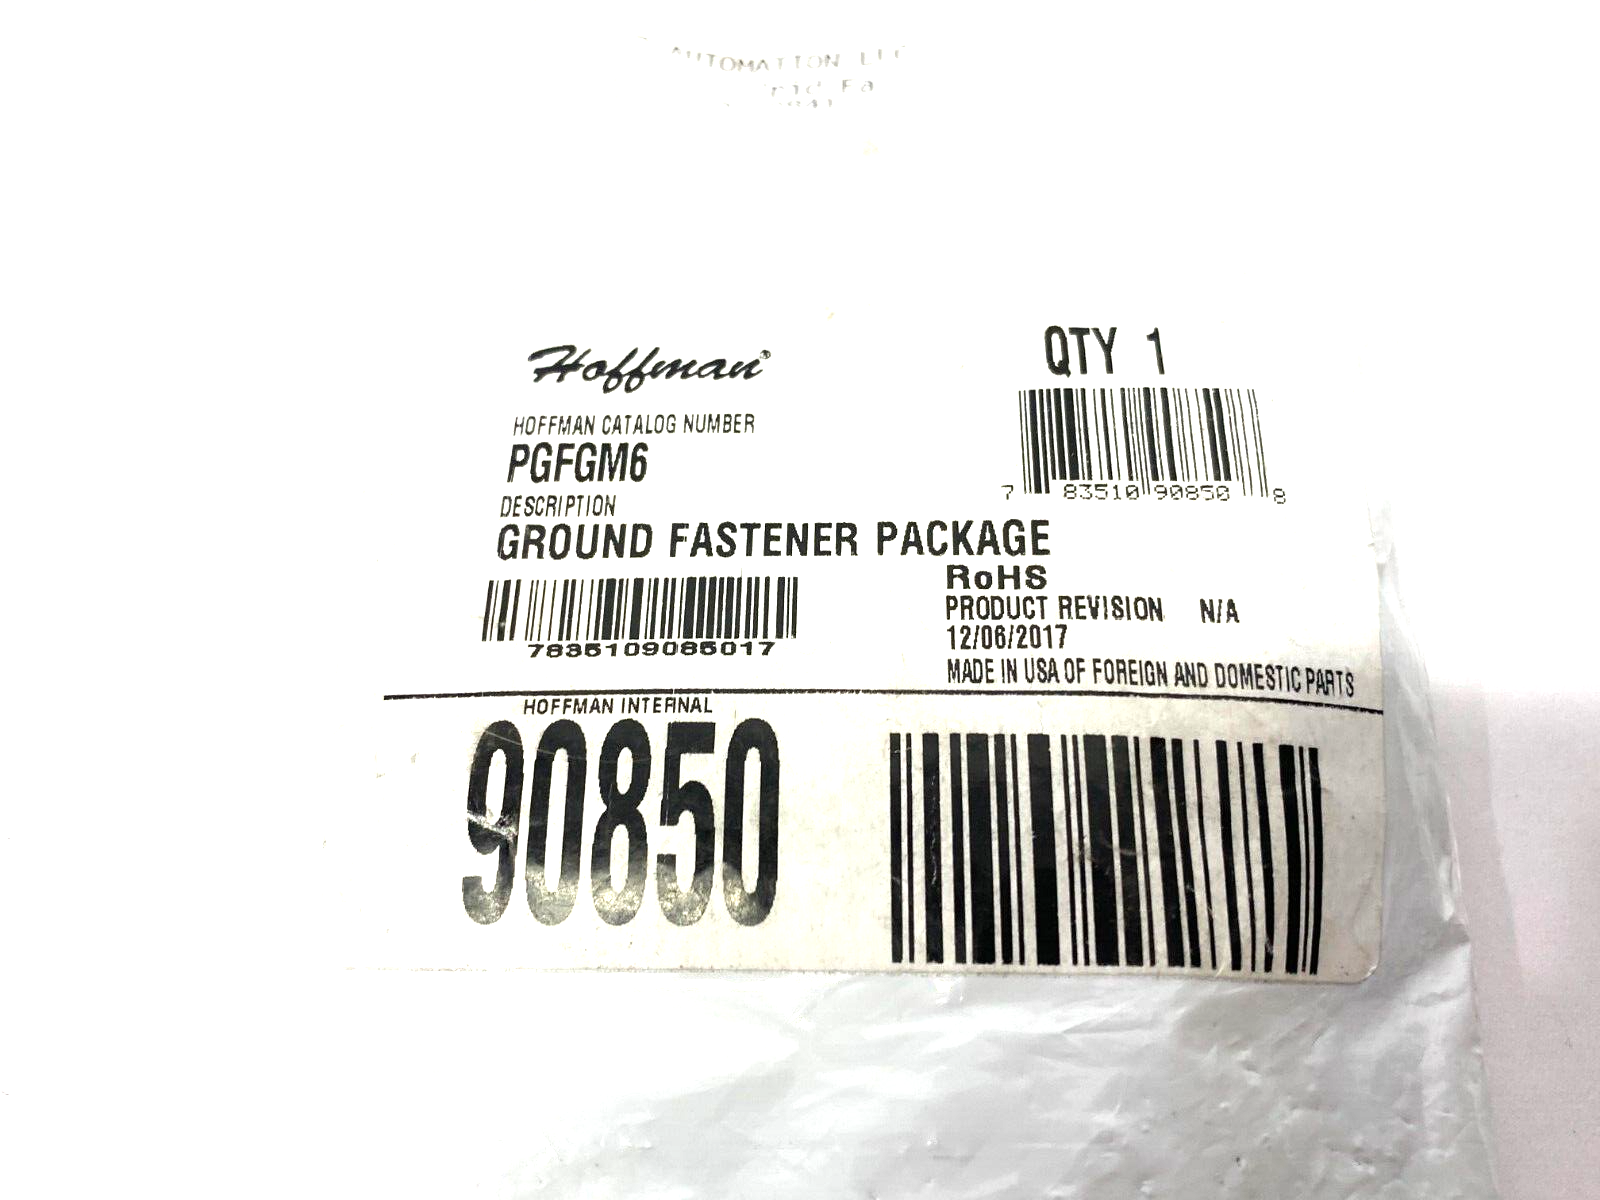 AUTOMATION
Hoffman®
QTY 1
HOFFMAN CATALOG NUMBER
PGFGM6
7 83510 90850 8
DESCRIPTION
GROUND FASTENER PACKAGE
RoHS
PRODUCT REVISION N/A
12/06/2017
7835109085017
MADE IN USA OF FOREIGN AND DOMESTIC PARTS
HOFFMAN INTERNAL
90850